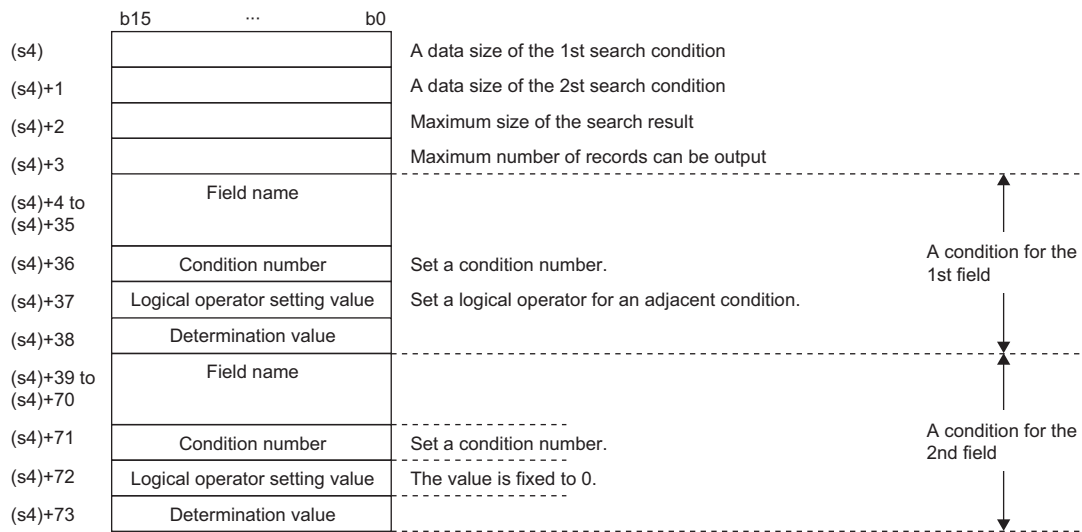 b15 ... b0
(s4) A data size of the 1st search condition
(s4)+1 A data size of the 2st search condition
(s4)+2 Maximum size of the search result
(s4)+3 Maximum number of records can be output
(s4)+4 to
(s4)+35
Field name
(s4)+36 Condition number Set a condition number.
(s4)+37 Logical operator setting value Set a logical operator for an adjacent condition.
(s4)+38 Determination value
A condition for the
1st field
(s4)+39 to
(s4)+70
Field name
(s4)+71 Condition number Set a condition number.
(s4)+72 Logical operator setting value The value is fixed to 0.
(s4)+73 Determination value
A condition for the
2nd field